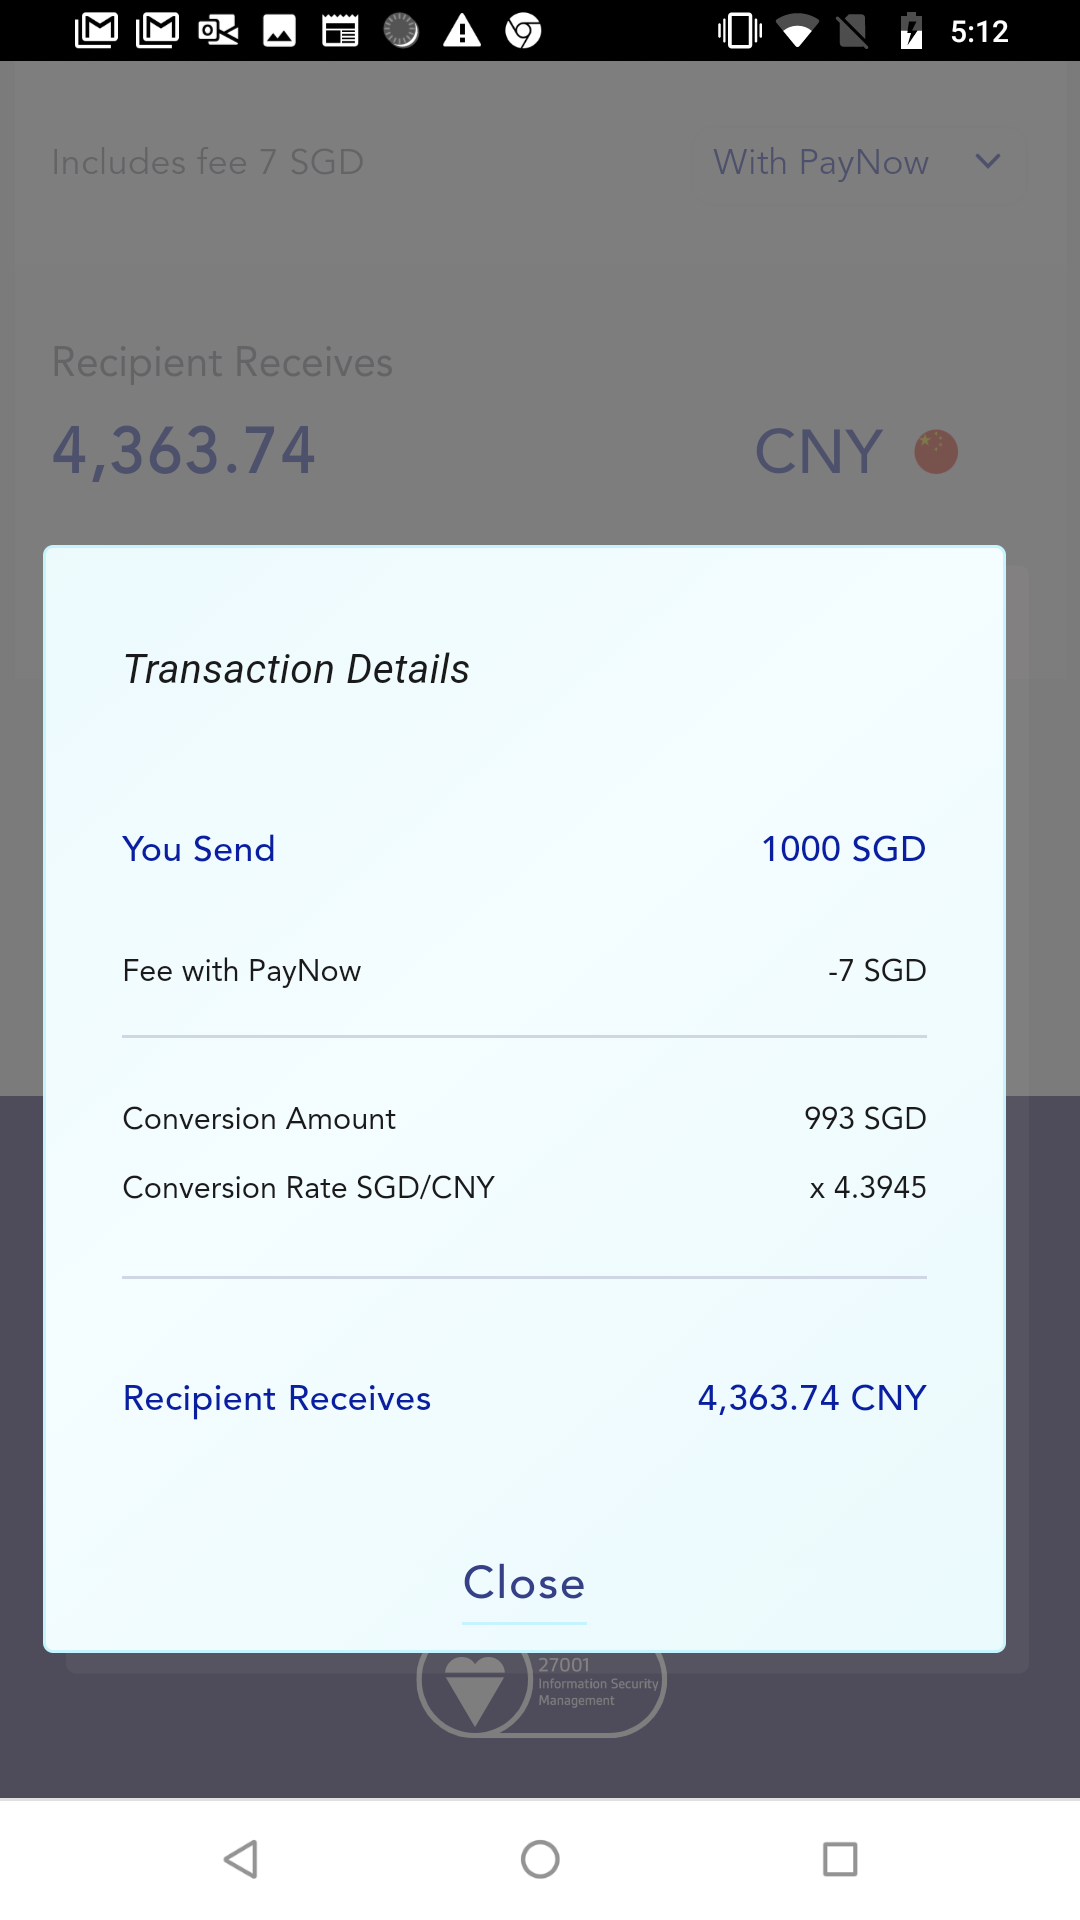 5:12
Includes fee 7 SGD With PayNow
Recipient Receives
4,363.74 CNY
Transaction Details
You Send 1000 SGD
Fee with PayNow -7 SGD
Conversion Amount 993 SGD
Conversion Rate SGD/CNY x 4.3945
Recipient Receives 4,363.74 CNY
Close
27001
Information Security
Management